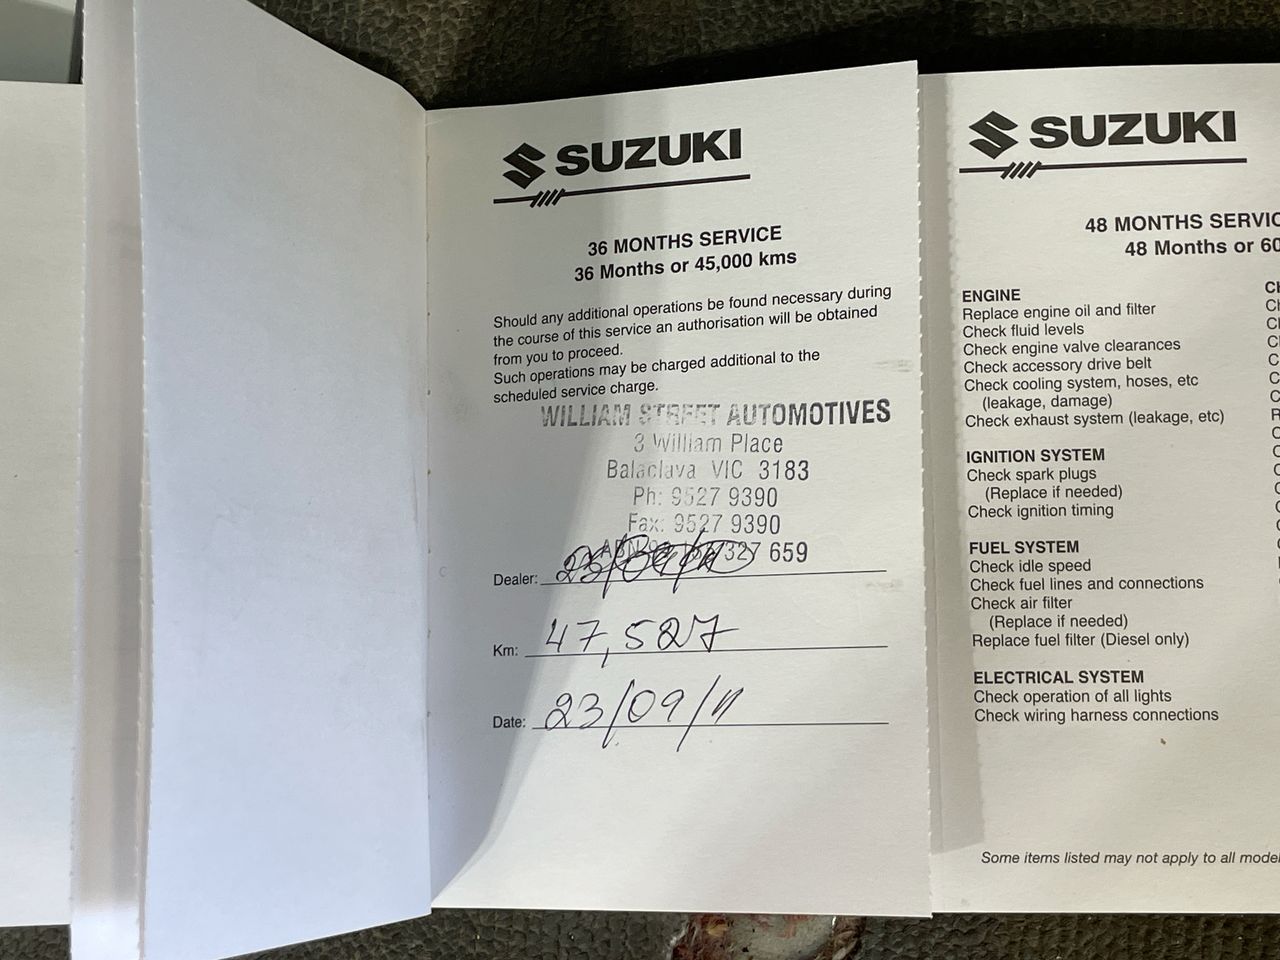 SUZUKI
36 MONTHS SERVICE
36 Months or 45,000 kms
Should any additional operations be found necessary during
the course of this service an authorisation will be obtained
from you to proceed.
Such operations may be charged additional to the
scheduled service charge.
WILLIAM STREET AUTOMOTIVES
3 William Place
Balaclava VIC 3183
Ph: 9527 9390
Fax: 9527 9390
ABN 327 659
Dealer: 23/09/11
Km: 47,527
Date: 23/09/11
SUZUKI
48 MONTHS SERVIC
48 Months or 60
ENGINE
Replace engine oil and filter
Check fluid levels
Check engine valve clearances
Check accessory drive belt
Check cooling system, hoses, etc
(leakage, damage)
Check exhaust system (leakage, etc)
IGNITION SYSTEM
Check spark plugs
(Replace if needed)
Check ignition timing
FUEL SYSTEM
Check idle speed
Check fuel lines and connections
Check air filter
(Replace if needed)
Replace fuel filter (Diesel only)
ELECTRICAL SYSTEM
Check operation of all lights
Check wiring harness connections
Some items listed may not apply to all model